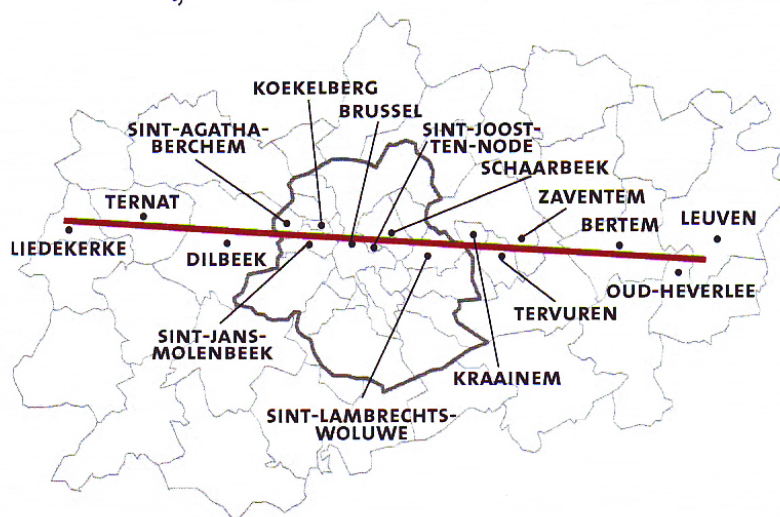 KOEKELBERG
BRUSSEL
SINT-AGATHA-
BERCHEM
SINT-JOOST-
TEN-NODE
SCHAARBEEK
TERNAT
ZAVENTEM
BERTEM
LEUVEN
LIEDEKERKE
DILBEEK
OUD-HEVERLEE
TERVUREN
SINT-JANS-
MOLENBEEK
KRAAINEM
SINT-LAMBRECHTS-
WOLUWE